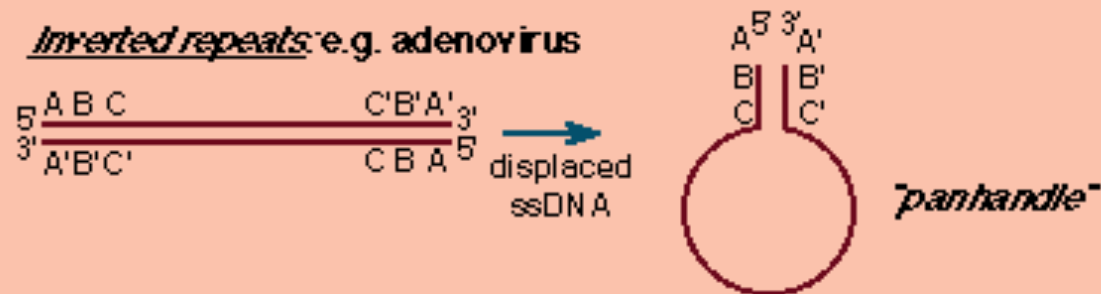 Inverted repeats: e.g. adenovirus
5' A B C C'B'A' 3'
3' A'B'C' C B A 5'
displaced
ssDNA
5' 3'
A A'
B B'
C C'
"panhandle"